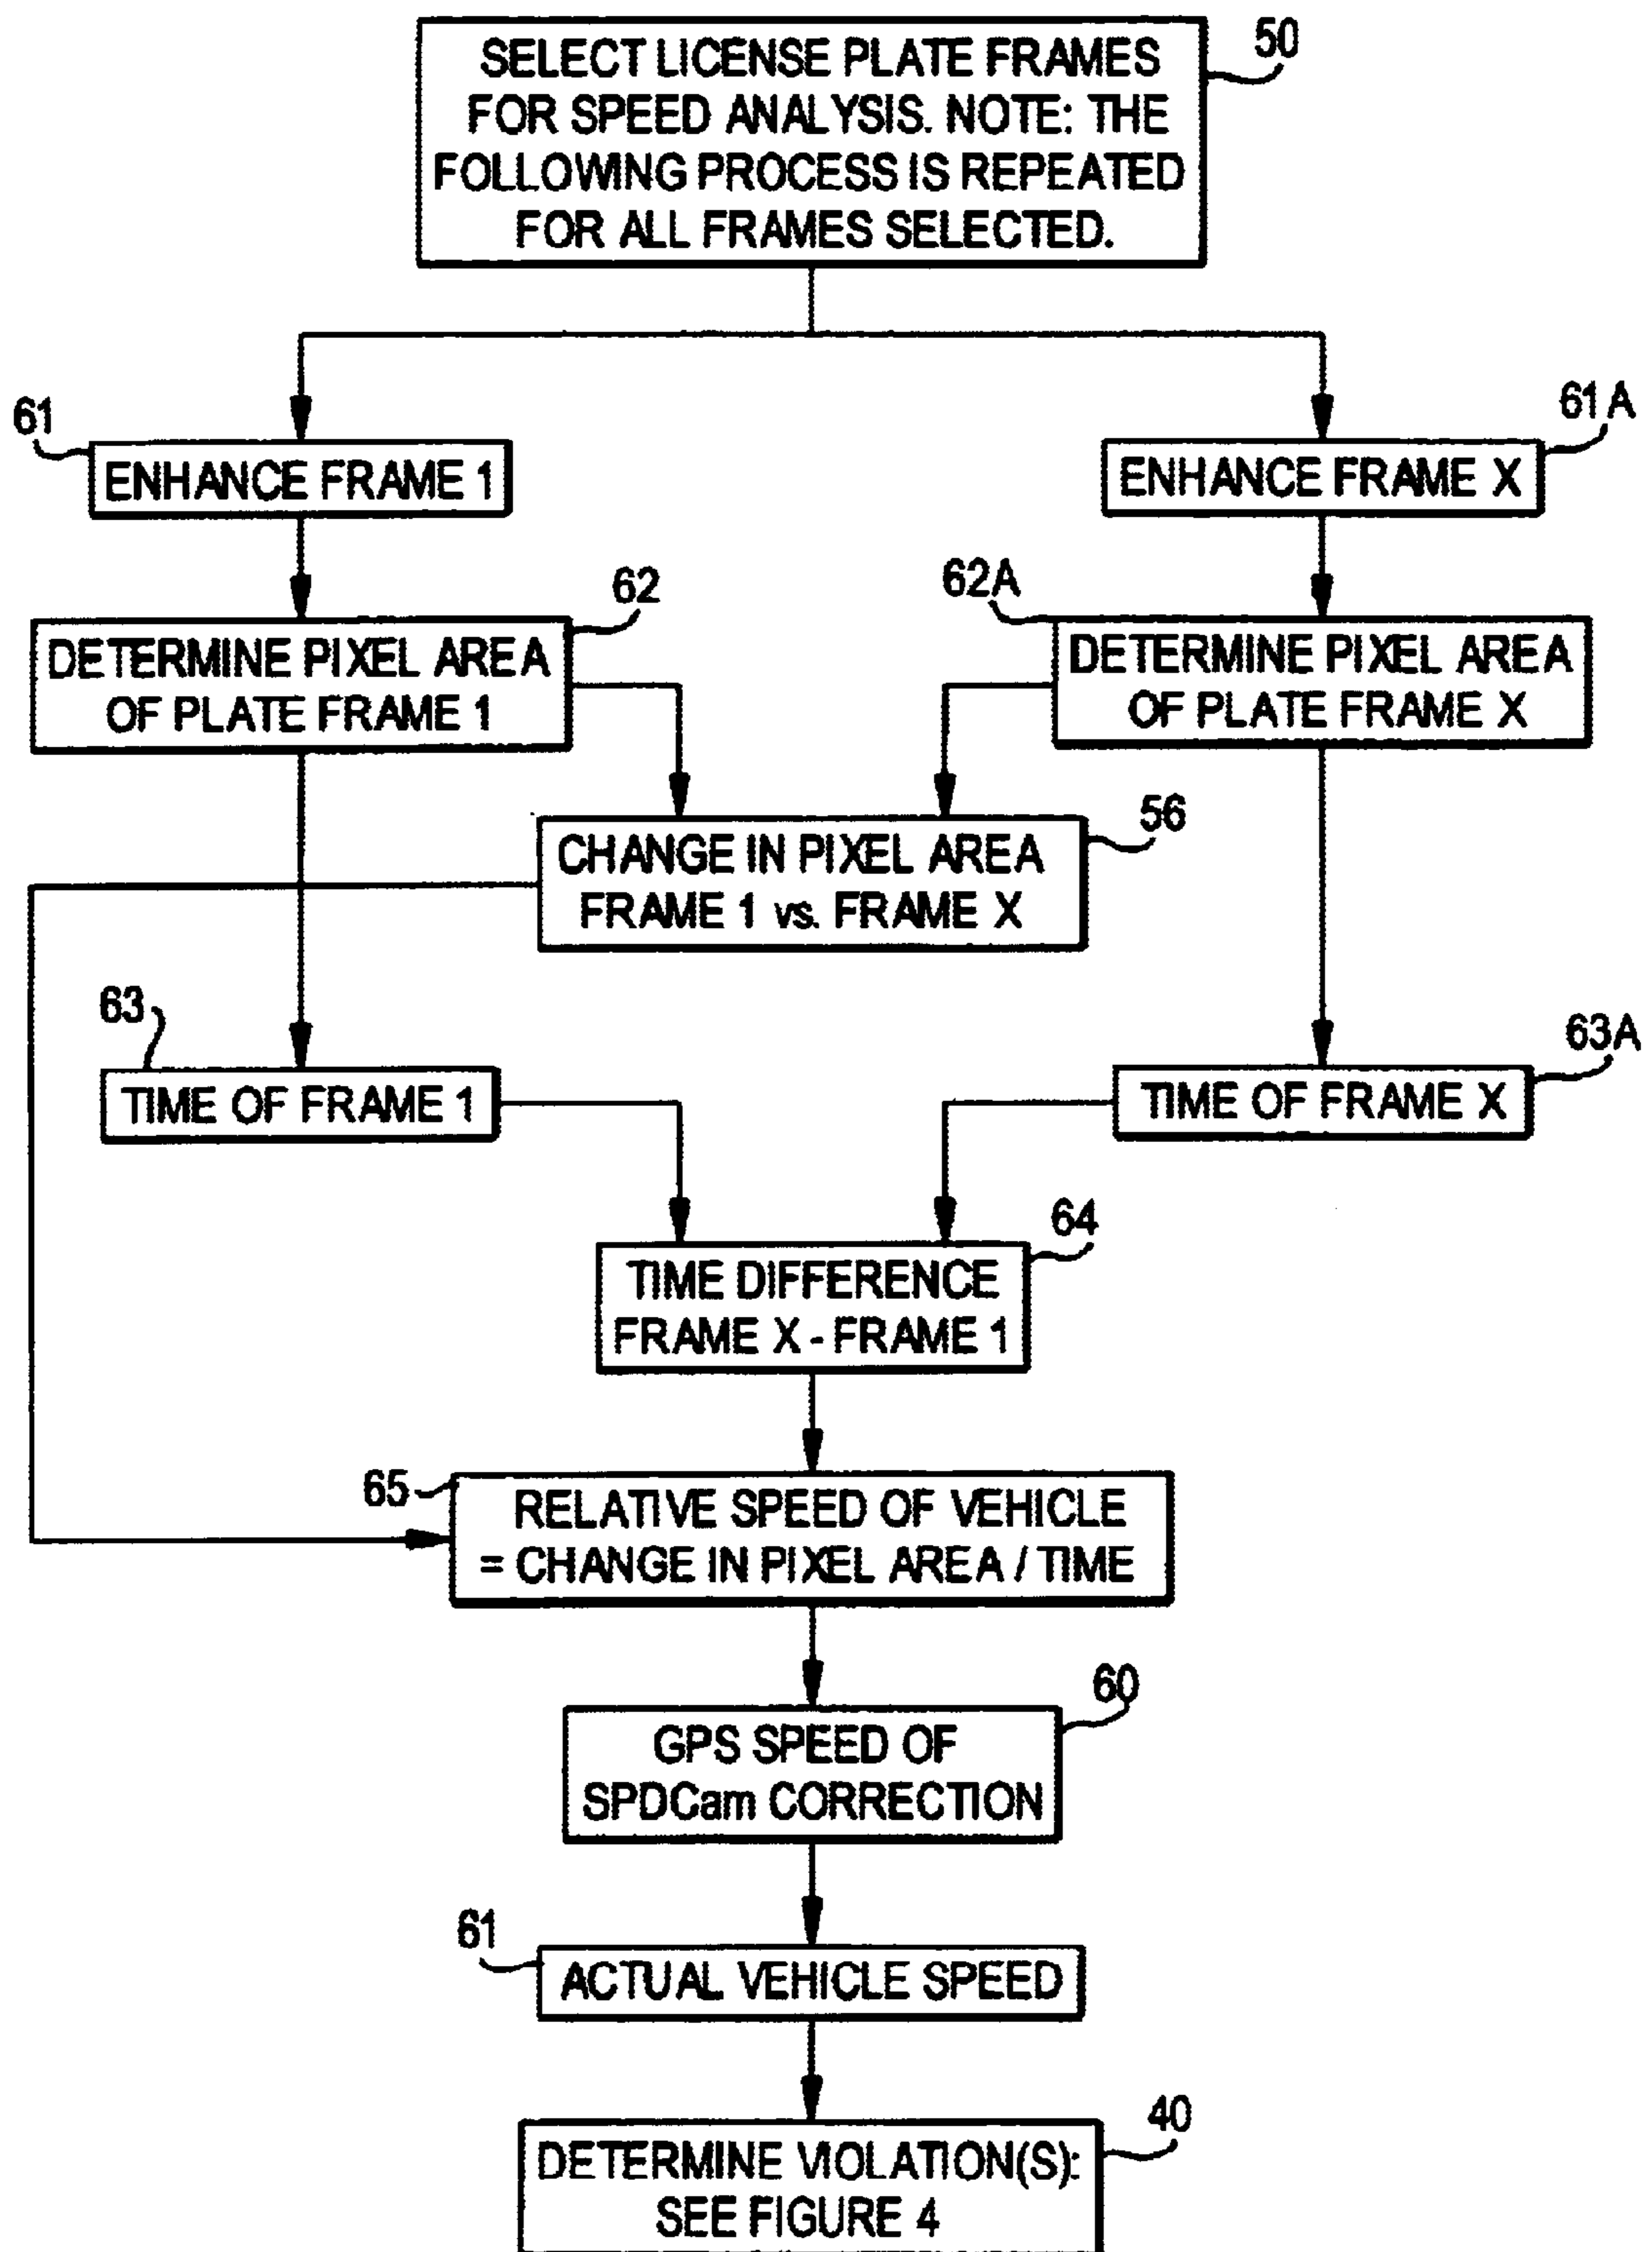 50
SELECT LICENSE PLATE FRAMES
FOR SPEED ANALYSIS. NOTE: THE
FOLLOWING PROCESS IS REPEATED
FOR ALL FRAMES SELECTED.
61
ENHANCE FRAME 1
61A
ENHANCE FRAME X
62
DETERMINE PIXEL AREA
OF PLATE FRAME 1
62A
DETERMINE PIXEL AREA
OF PLATE FRAME X
56
CHANGE IN PIXEL AREA
FRAME 1 vs. FRAME X
63
TIME OF FRAME 1
63A
TIME OF FRAME X
64
TIME DIFFERENCE
FRAME X - FRAME 1
65
RELATIVE SPEED OF VEHICLE
= CHANGE IN PIXEL AREA / TIME
60
GPS SPEED OF
SPDCam CORRECTION
61
ACTUAL VEHICLE SPEED
40
DETERMINE VIOLATION(S):
SEE FIGURE 4